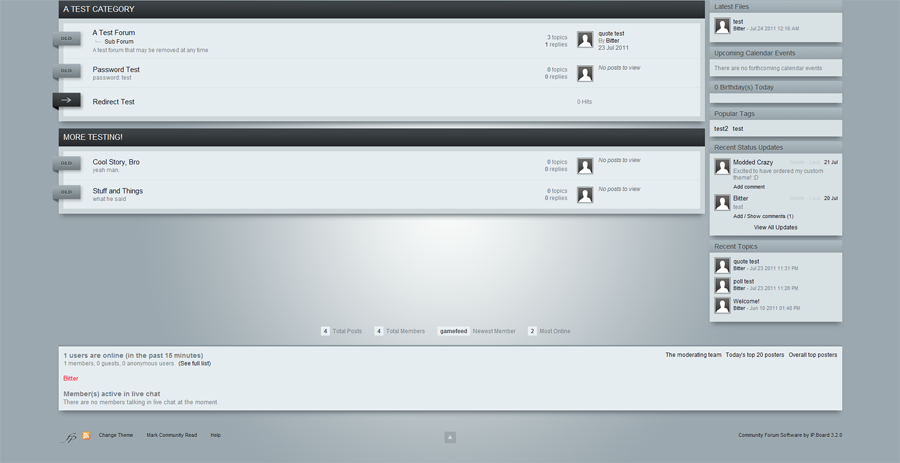 A TEST CATEGORY
OLD
A Test Forum
Sub Forum
A test forum that may be removed at any time
3 topics
1 replies
quote test
By Bitter
23 Jul 2011
OLD
Password Test
password: test
0 topics
0 replies
No posts to view
Redirect Test
0 Hits
MORE TESTING!
OLD
Cool Story, Bro
yeah man.
0 topics
0 replies
No posts to view
OLD
Stuff and Things
what he said
0 topics
0 replies
No posts to view
Latest Files
test
Bitter - Jul 24 2011 12:16 AM
Upcoming Calendar Events
There are no forthcoming calendar events
0 Birthday(s) Today
Popular Tags
test2 test
Recent Status Updates
Modded Crazy 21 Jul
Excited to have ordered my custom
theme! :D
Add comment
Bitter 20 Jul
test
Add / Show comments (1)
View All Updates
Recent Topics
quote test
Bitter - Jul 23 2011 11:31 PM
poll test
Bitter - Jul 23 2011 11:28 PM
Welcome!
Bitter - Jun 10 2011 01:48 PM
4 Total Posts 4 Total Members gamefeed Newest Member 2 Most Online
1 users are online (in the past 15 minutes)
The moderating team Today's top 20 posters Overall top posters
1 members, 0 guests, 0 anonymous users (See full list)
Bitter
Member(s) active in live chat
There are no members talking in live chat at the moment
Change Theme Mark Community Read Help
Community Forum Software by IP.Board 3.2.0